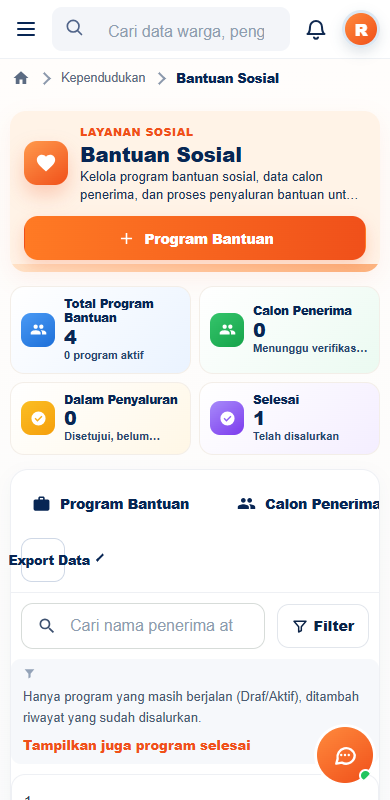 Cari data warga, peng
R
Kependudukan
Bantuan Sosial
LAYANAN SOSIAL
Bantuan Sosial
Kelola program bantuan sosial, data calon
penerima, dan proses penyaluran bantuan unt...
+ Program Bantuan
Total Program
Bantuan
4
0 program aktif
Calon Penerima
0
Menunggu verifikas...
Dalam Penyaluran
0
Disetujui, belum...
Selesai
1
Telah disalurkan
Program Bantuan
Calon Penerima
Export Data
Cari nama penerima at
Filter
Hanya program yang masih berjalan (Draf/Aktif), ditambah
riwayat yang sudah disalurkan.
Tampilkan juga program selesai